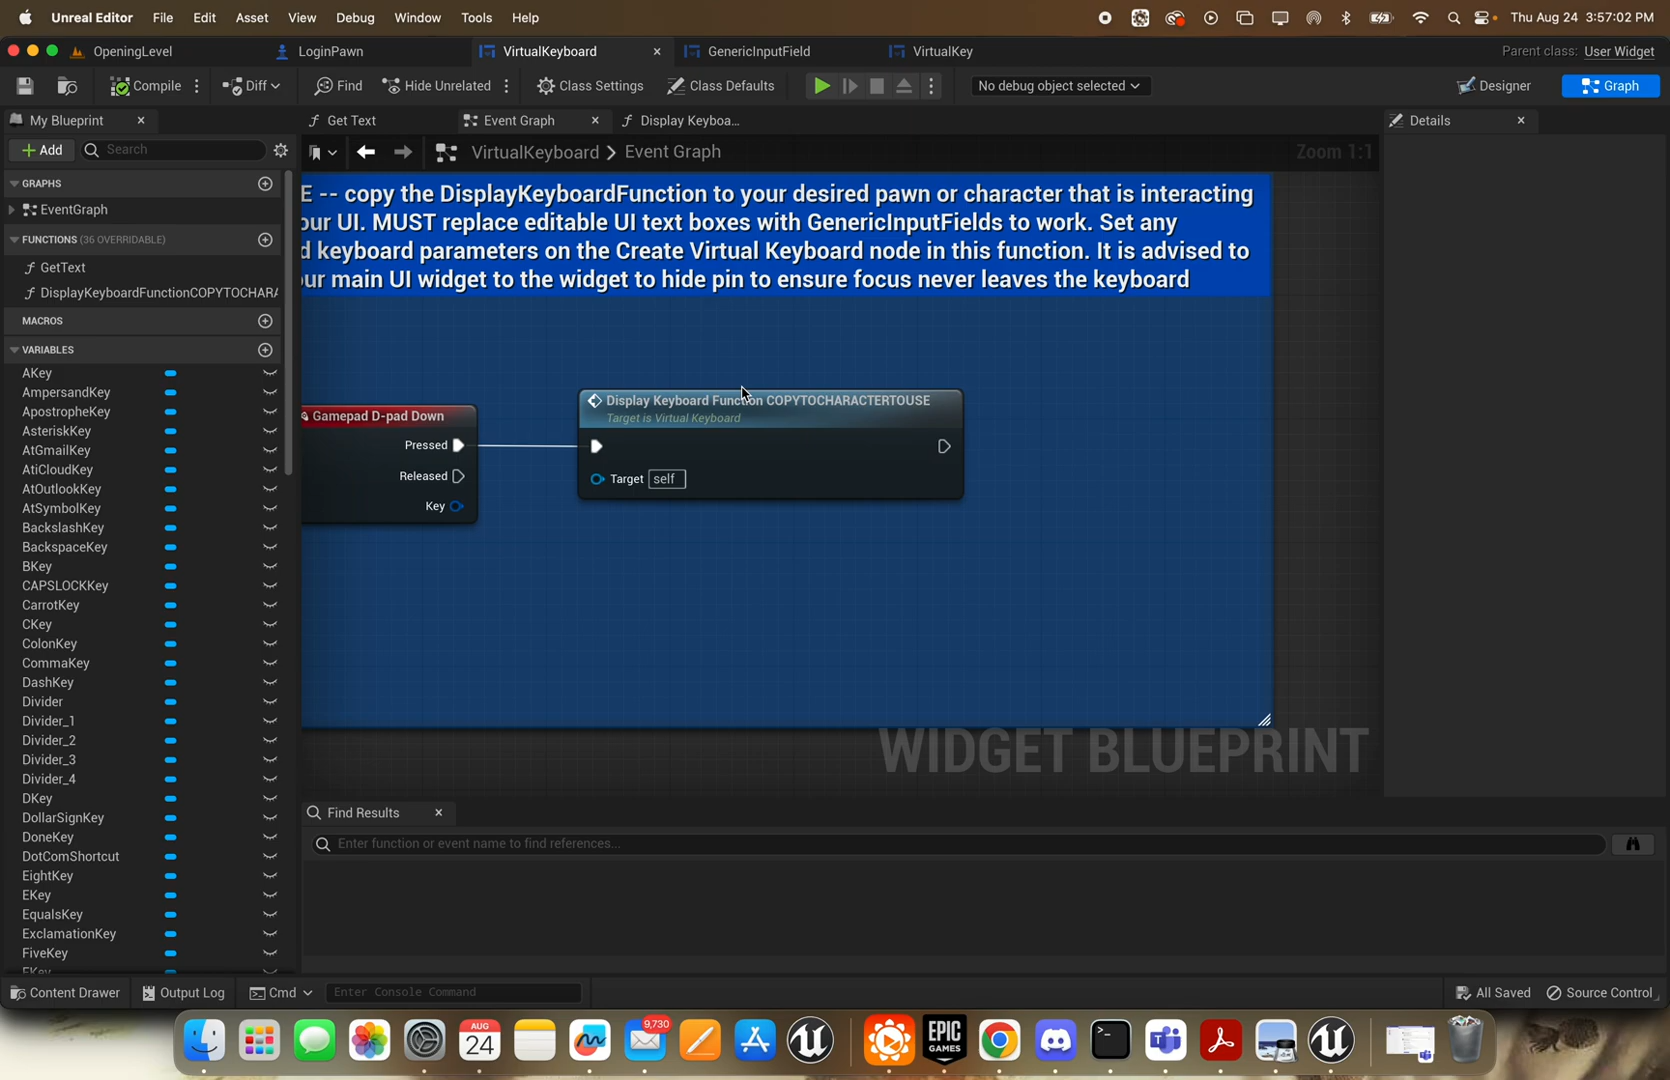 Unreal Editor File Edit Asset View Debug Window Tools Help Thu Aug 24 3:57:02 PM
OpeningLevel LoginPawn VirtualKeyboard GenericInputField VirtualKey Parent class: User Widget
Compile Diff Find Hide Unrelated Class Settings Class Defaults No debug object selected Designer Graph
My Blueprint Get Text Event Graph Display Keyboa... Details
Add Search VirtualKeyboard > Event Graph Zoom 1:1
GRAPHS
EventGraph
FUNCTIONS (36 OVERRIDABLE)
GetText
DisplayKeyboardFunctionCOPYTOCHARA
MACROS
VARIABLES
AKey
AmpersandKey
ApostropheKey
AsteriskKey
AtGmailKey
AtiCloudKey
AtOutlookKey
AtSymbolKey
BackslashKey
BackspaceKey
BKey
CAPSLOCKKey
CarrotKey
CKey
ColonKey
CommaKey
DashKey
Divider
Divider_1
Divider_2
Divider_3
Divider_4
DKey
DollarSignKey
DoneKey
DotComShortcut
EightKey
EKey
EqualsKey
ExclamationKey
FiveKey
FKey
E -- copy the DisplayKeyboardFunction to your desired pawn or character that is interacting
our UI. MUST replace editable UI text boxes with GenericInputFields to work. Set any
d keyboard parameters on the Create Virtual Keyboard node in this function. It is advised to
our main UI widget to the widget to hide pin to ensure focus never leaves the keyboard
Gamepad D-pad Down
Pressed
Released
Key
Display Keyboard Function COPYTOCHARACTERTOUSE
Target is Virtual Keyboard
Target self
WIDGET BLUEPRINT
Find Results
Enter function or event name to find references...
Content Drawer Output Log Cmd Enter Console Command All Saved Source Control
AUG
24
9,730
EPIC
GAMES